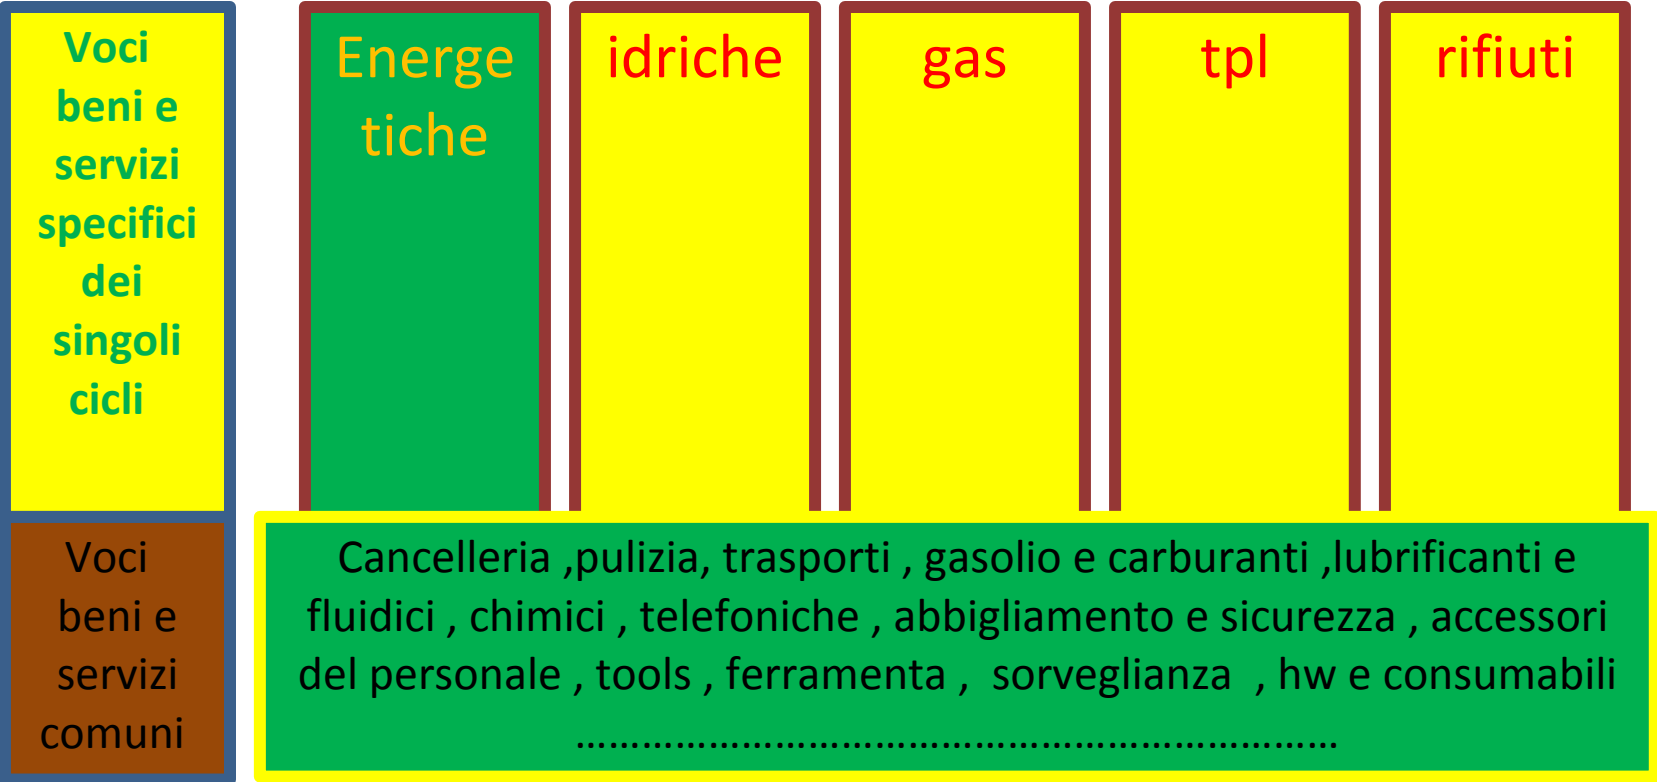 Voci
beni e
servizi
specifici
dei
singoli
cicli
Energe
tiche
idriche
gas
tpl
rifiuti
Voci
beni e
servizi
comuni
Cancelleria ,pulizia, trasporti , gasolio e carburanti ,lubrificanti e
fluidici , chimici , telefoniche , abbigliamento e sicurezza , accessori
del personale , tools , ferramenta ,  sorveglianza  , hw e consumabili
……………………………………………………………